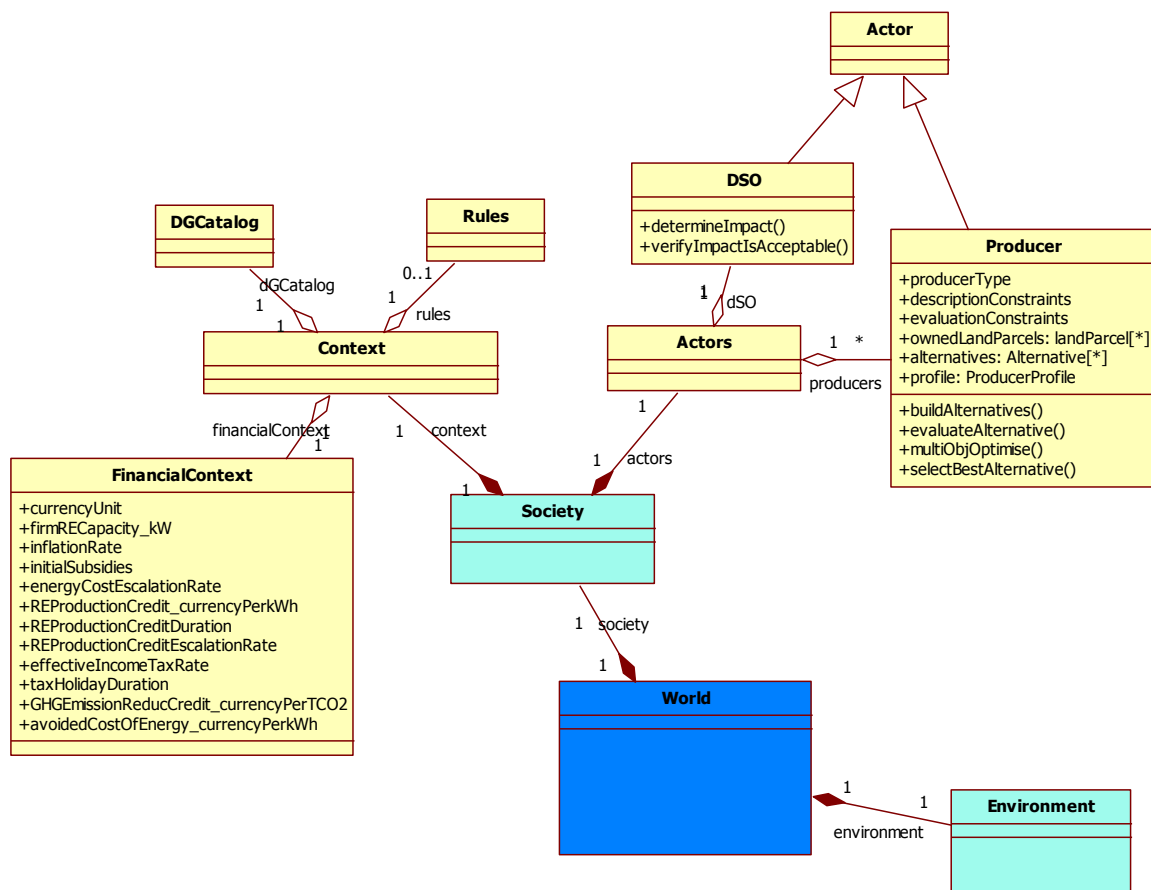 Actor
DSO
+determineImpact()
+verifyImpactIsAcceptable()
DGCatalog
Rules
Producer
+producerType
+descriptionConstraints
+evaluationConstraints
+ownedLandParcels: landParcel[*]
+alternatives: Alternative[*]
+profile: ProducerProfile
+buildAlternatives()
+evaluateAlternative()
+multiObjOptimise()
+selectBestAlternative()
dGCatalog
1
1
0..1
1
rules
1
1
dSO
Context
Actors
1
*
producers
financialContext
1
1
1
context
1
1
actors
1
FinancialContext
+currencyUnit
+firmRECapacity_kW
+inflationRate
+initialSubsidies
+energyCostEscalationRate
+REProductionCredit_currencyPerkWh
+REProductionCreditDuration
+REProductionCreditEscalationRate
+effectiveIncomeTaxRate
+taxHolidayDuration
+GHGEmissionReducCredit_currencyPerTCO2
+avoidedCostOfEnergy_currencyPerkWh
Society
1
society
1
World
1
1
environment
Environment